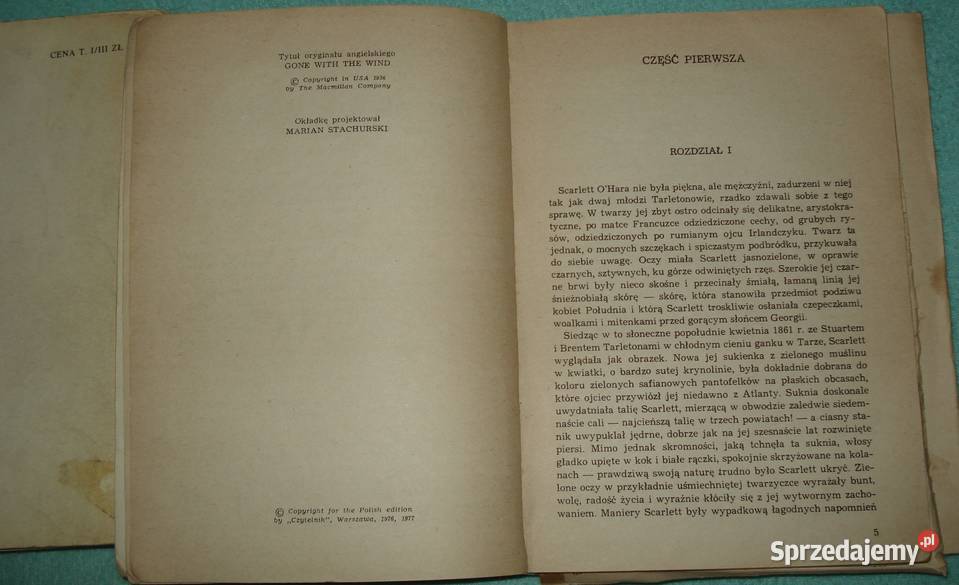 CENA T. I/III ZŁ
Tytuł oryginału angielskiego
GONE WITH THE WIND
© Copyright in USA 1936
by The Macmillan Company
Okładkę projektował
MARIAN STACHURSKI
© Copyright for the Polish edition
by „Czytelnik", Warszawa, 1976, 1977
CZĘŚĆ PIERWSZA
ROZDZIAŁ I
Scarlett O'Hara nie była piękna, ale mężczyźni, zadurzeni w niej
tak jak dwaj młodzi Tarletonowie, rzadko zdawali sobie z tego
sprawę. W twarzy jej zbyt ostro odcinały się delikatne, arystokra-
tyczne, po matce Francuzce odziedziczone cechy, od grubych ry-
sów, odziedziczonych po rumianym ojcu Irlandczyku. Twarz ta
jednak, o mocnych szczękach i spiczastym podbródku, przykuwała
do siebie uwagę. Oczy miała Scarlett jasnozielone, w oprawie
czarnych, sztywnych, ku górze odwiniętych rzęs. Szerokie jej czar-
ne brwi były nieco skośne i przecinały śmiałą, łamaną linią jej
śnieżnobiałą skórę — skórę, która stanowiła przedmiot podziwu
kobiet Południa i którą Scarlett troskliwie osłaniała czepeczkami,
woalkami i mitenkami przed gorącym słońcem Georgii.
Siedząc w to słoneczne popołudnie kwietnia 1861 r. ze Stuartem
i Brentem Tarletonami w chłodnym cieniu ganku w Tarze, Scarlett
wyglądała jak obrazek. Nowa jej sukienka z zielonego muślinu
w kwiatki, o bardzo sutej krynolinie, była dokładnie dobrana do
koloru zielonych safianowych pantofelków na płaskich obcasach,
które ojciec przywiózł jej niedawno z Atlanty. Suknia doskonale
uwydatniała talię Scarlett, mierzącą w obwodzie zaledwie siedem-
naście cali — najcieńszą talię w trzech powiatach! — a ciasny sta-
nik uwypuklał jędrne, dobrze jak na jej szesnaście lat rozwinięte
piersi. Mimo jednak skromności, jaką tchnęła ta suknia, włosy
gładko upięte w kok i białe rączki, spokojnie skrzyżowane na kola-
nach — prawdziwą swoją naturę trudno było Scarlett ukryć. Zie-
lone oczy w przykładnie uśmiechniętej twarzyczce wyrażały bunt,
wolę, radość życia i wyraźnie kłóciły się z jej wytwornym zacho-
waniem. Maniery Scarlett były wypadkową łagodnych napomnień
5
Sprzedajemy.pl